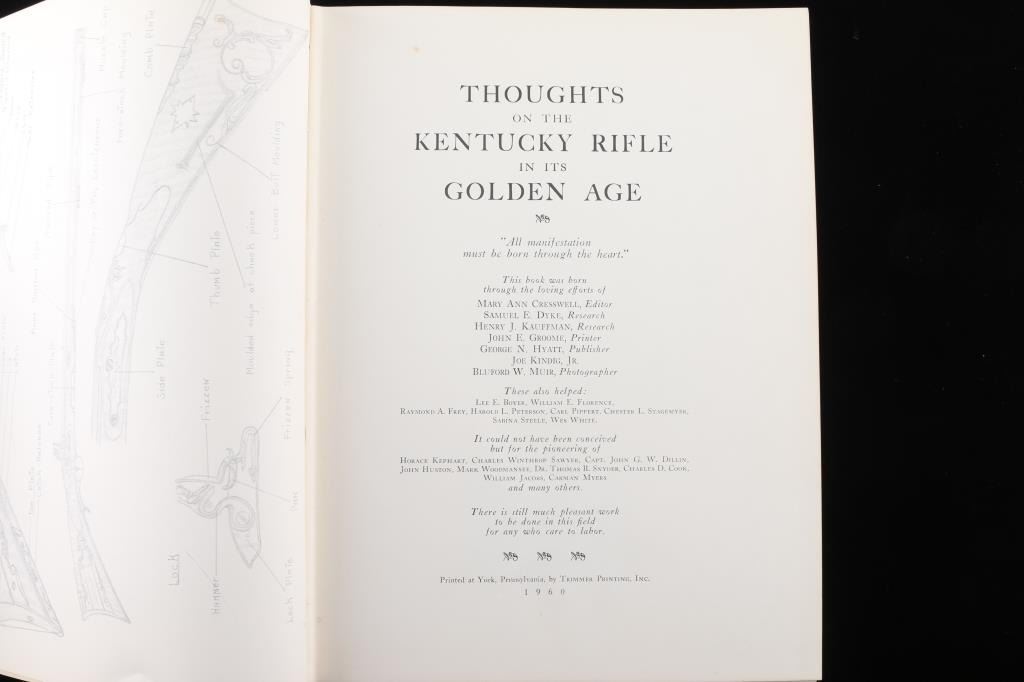 THOUGHTS
ON THE
KENTUCKY RIFLE
IN ITS
GOLDEN AGE
"All manifestation
must be born through the heart."
This book was born
through the loving efforts of
MARY ANN CRESSWELL, Editor
SAMUEL E. DYKE, Research
HENRY J. KAUFFMAN, Research
JOHN E. GROOME, Printer
GEORGE N. HYATT, Publisher
JOE KINDIG, JR.
BLUFORD W. MUIR, Photographer
These also helped:
LEE E. BOYER, WILLIAM E. FLORENCE,
RAYMOND A. FREY, HAROLD L. PETERSON, CARL PIPPERT, CHESTER L. STAGEMYER,
SABINA STEELE, WES WHITE.
It could not have been conceived
but for the pioneering of
HORACE KEPHART, CHARLES WINTHROP SAWYER, CAPT. JOHN G. W. DILLIN,
JOHN HUSTON, MARK WOODMANSEE, DR. THOMAS B. SNYDER, CHARLES D. COOK,
WILLIAM JACOBS, CARMAN MYERS
and many others.
There is still much pleasant work
to be done in this field
for any who care to labor.
Printed at York, Pennsylvania, by TRIMMER PRINTING, INC.
1960
Comb Plate
Lower Butt Moulding
Moulded edge of cheek piece
Thumb Plate
Side Plate
Frizzen
Frizzen Spring
Pan
Lock
Hammer
Lock Plate